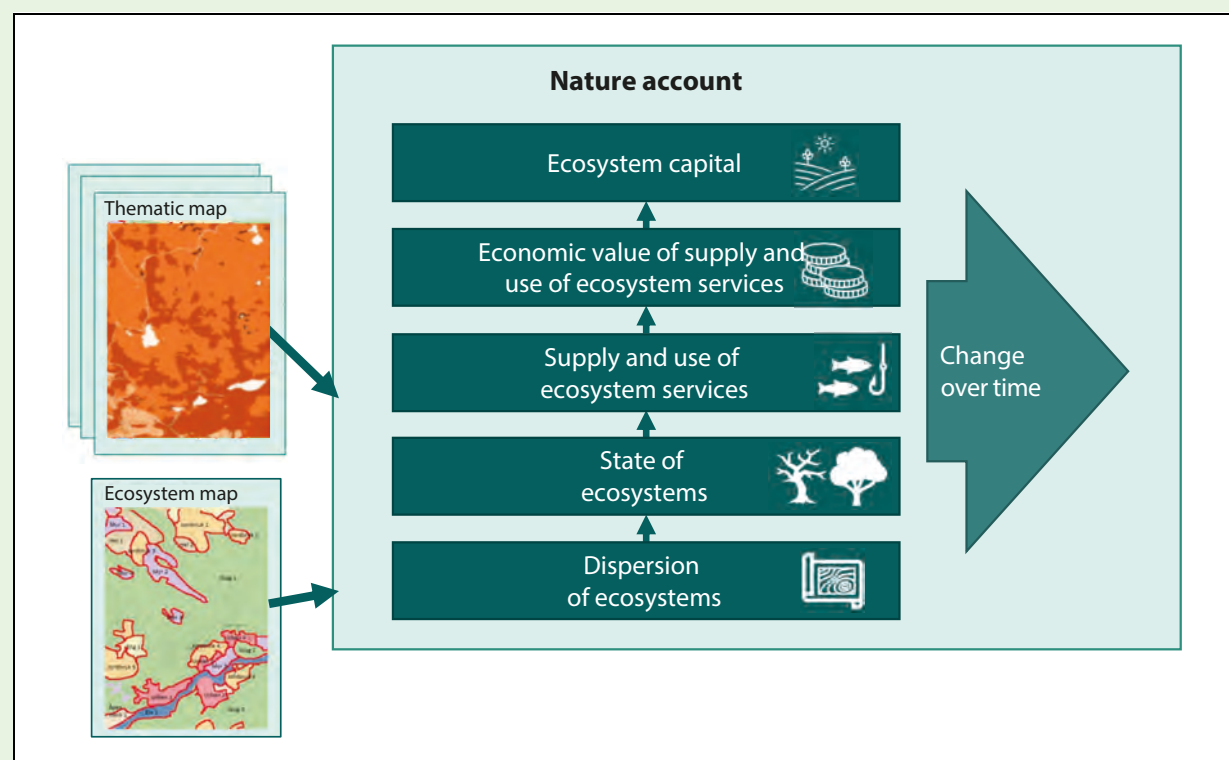 Nature account
Ecosystem capital
Economic value of supply and
use of ecosystem services
Supply and use of
ecosystem services
State of
ecosystems
Dispersion
of ecosystems
Change
over time
Thematic map
Ecosystem map